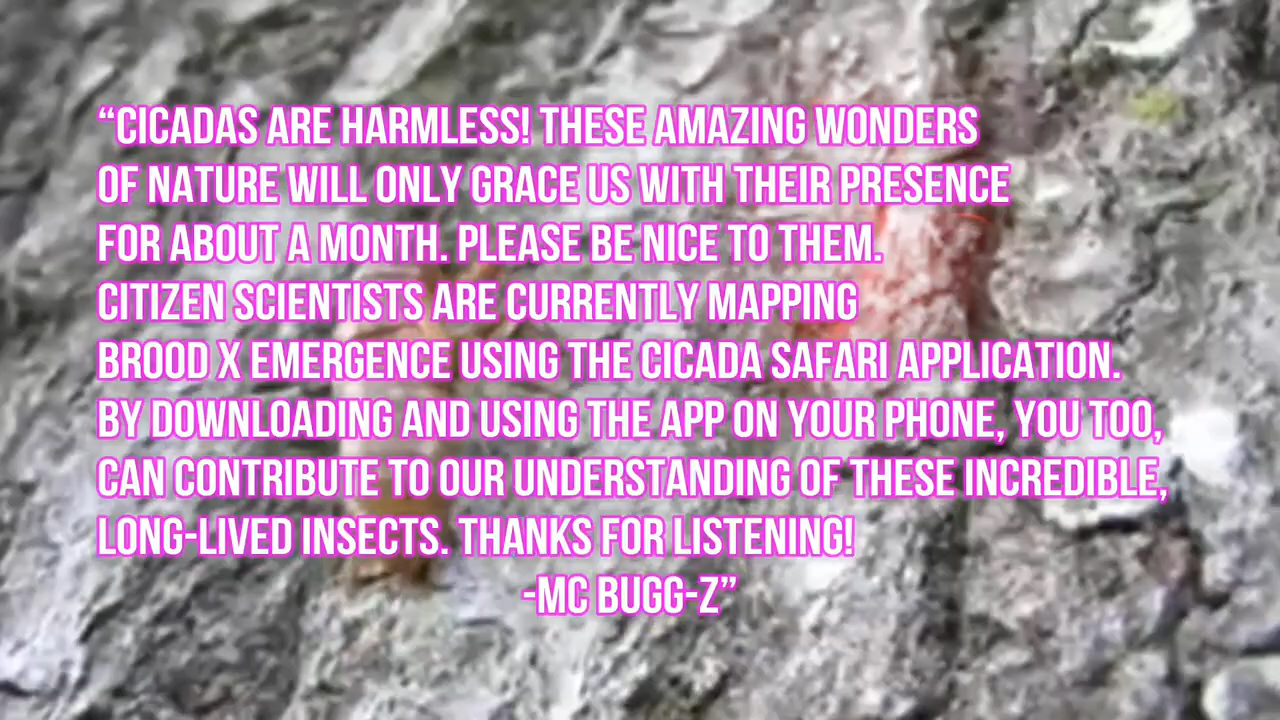 “CICADAS ARE HARMLESS! THESE AMAZING WONDERS
OF NATURE WILL ONLY GRACE US WITH THEIR PRESENCE
FOR ABOUT A MONTH. PLEASE BE NICE TO THEM.
CITIZEN SCIENTISTS ARE CURRENTLY MAPPING
BROOD X EMERGENCE USING THE CICADA SAFARI APPLICATION.
BY DOWNLOADING AND USING THE APP ON YOUR PHONE, YOU TOO,
CAN CONTRIBUTE TO OUR UNDERSTANDING OF THESE INCREDIBLE,
LONG-LIVED INSECTS. THANKS FOR LISTENING!
-MC BUGG-Z”